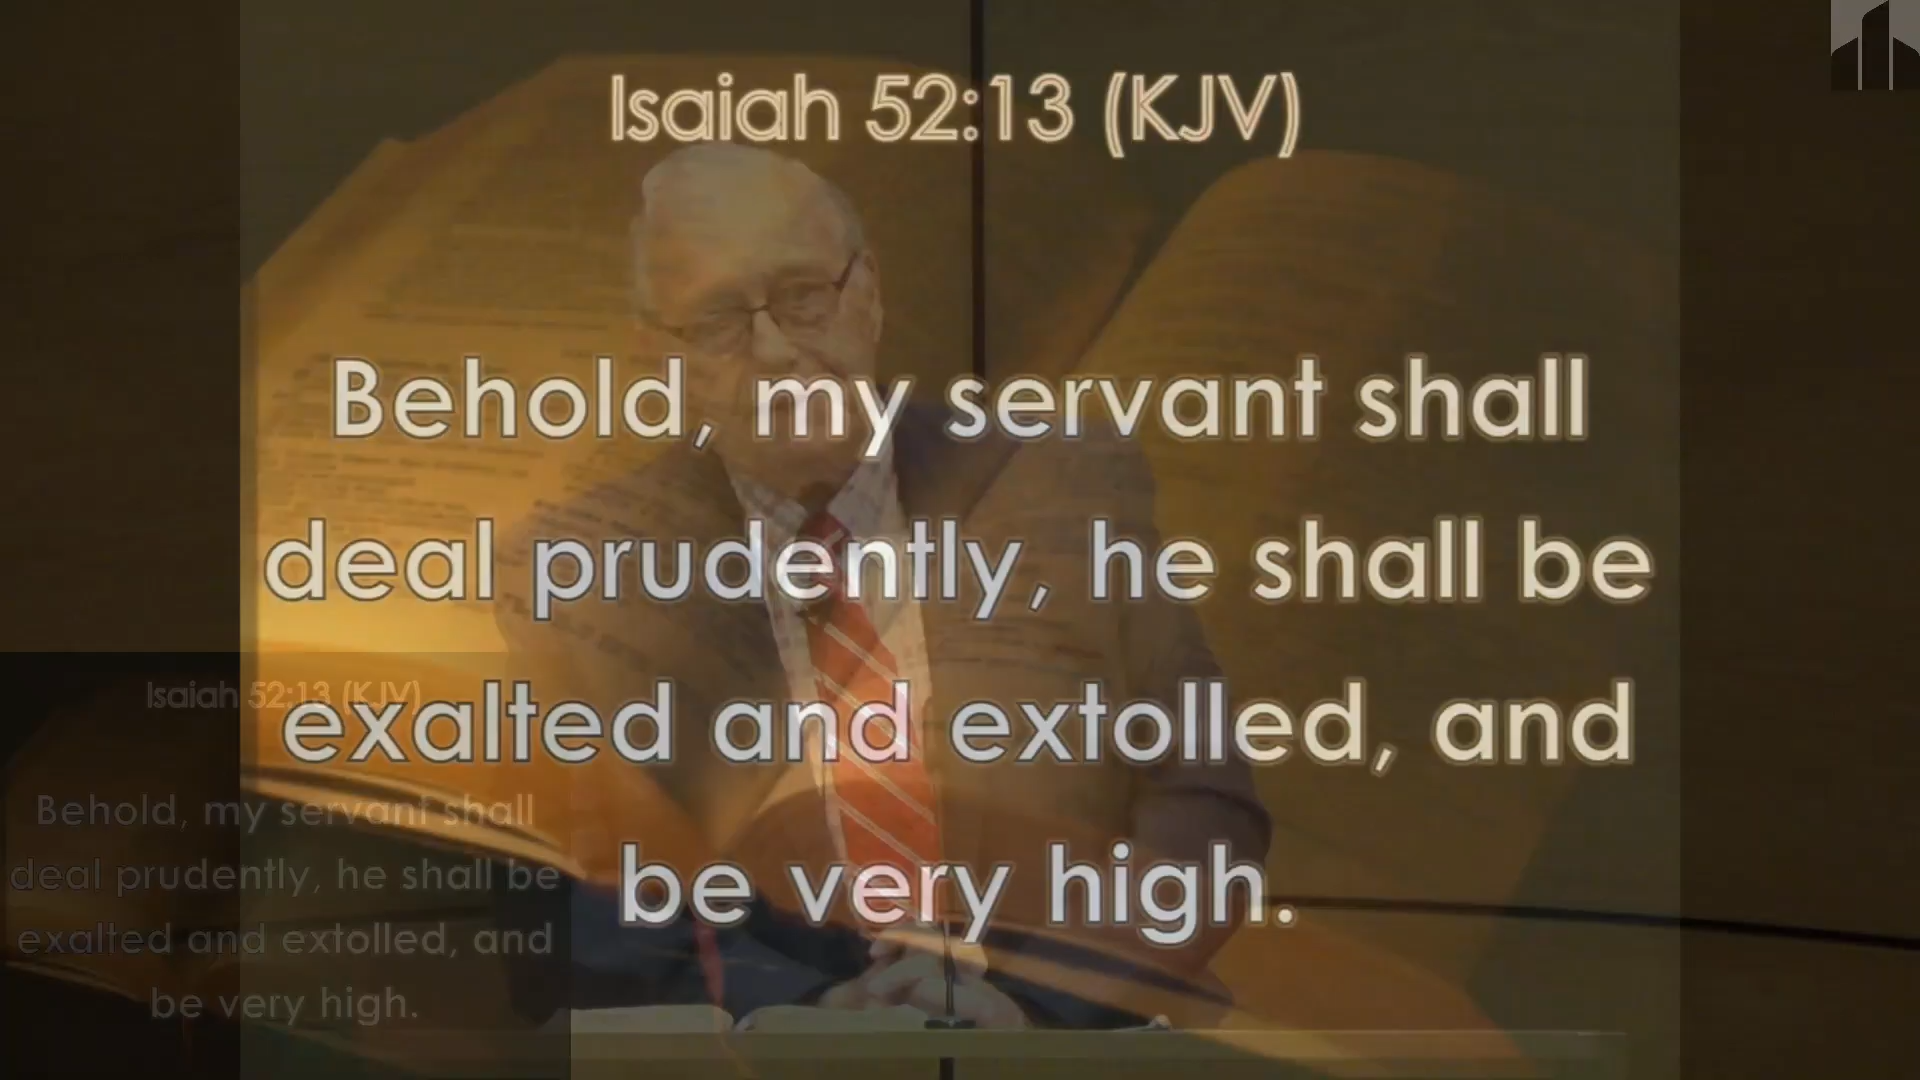 Isaiah 52:13 (KJV)
Behold, my servant shall
deal prudently, he shall be
exalted and extolled, and
be very high.
Isaiah 52:13 (KJV)
Behold, my servant shall
deal prudently, he shall be
exalted and extolled, and
be very high.